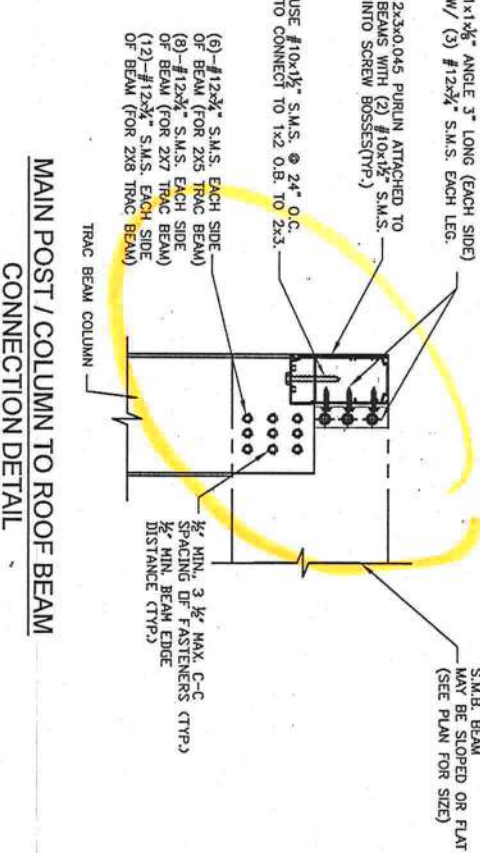 1x1x⅛" ANGLE 3" LONG (EACH SIDE)
W/ (3) #12x¾" S.M.S. EACH LEG.
2x3x0.045 PURLIN ATTACHED TO
BEAMS WITH (2) #10x1½" S.M.S.
INTO SCREW BOSSES(TYP.)
USE #10x1½" S.M.S. @ 24" O.C.
TO CONNECT TO 1x2 O.B. TO 2x3.
(6)-#12x¾" S.M.S. EACH SIDE
OF BEAM (FOR 2X5 TRAC BEAM)
(8)-#12x¾" S.M.S. EACH SIDE
OF BEAM (FOR 2X7 TRAC BEAM)
(12)-#12x¾" S.M.S. EACH SIDE
OF BEAM (FOR 2X8 TRAC BEAM)
TRAC BEAM COLUMN
S.M.B. BEAM
MAY BE SLOPED OR FLAT
(SEE PLAN FOR SIZE)
½" MIN., 3 ½" MAX. C-C
SPACING OF FASTENERS (TYP.)
½" MIN. BEAM EDGE
DISTANCE (TYP.)
MAIN POST / COLUMN TO ROOF BEAM
CONNECTION DETAIL